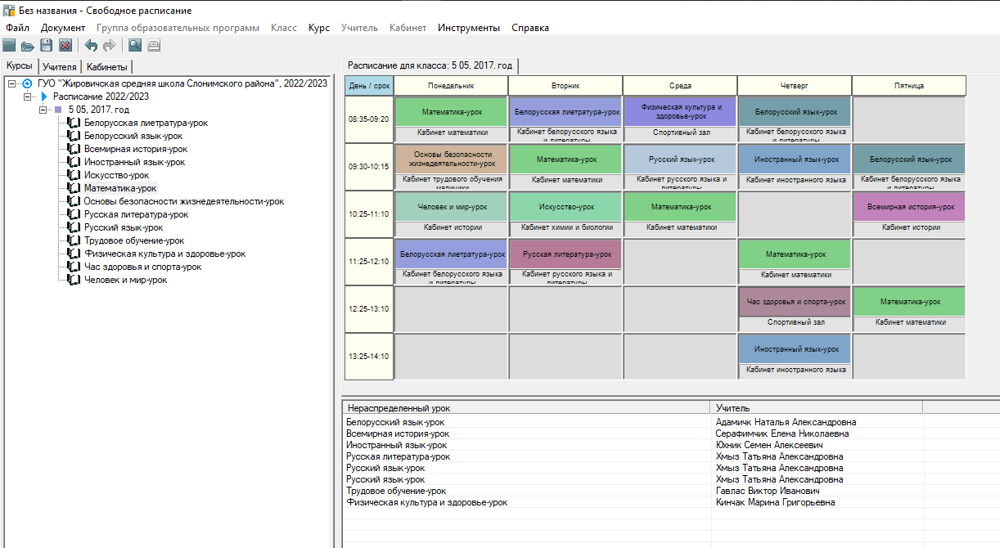 Без названия - Свободное расписание
Файл Документ Группа образовательных программ Класс Курс Учитель Кабинет Инструменты Справка
Курсы Учителя Кабинеты
ГУО "Жировичская средняя школа Слонимского района", 2022/2023
Расписание 2022/2023
5 05, 2017. год
Белорусская лиетратура-урок
Белорусский язык-урок
Всемирная история-урок
Иностранный язык-урок
Искусство-урок
Математика-урок
Основы безопасности жизнедеятельности-урок
Русская литература-урок
Русский язык-урок
Трудовое обучение-урок
Физическая культура и здоровье-урок
Час здоровья и спорта-урок
Человек и мир-урок
Расписание для класса: 5 05, 2017. год
День / срок Понедельник Вторник Среда Четверг Пятница
08:35-09:20
Математика-урок
Кабинет математики
Белорусская лиетратура-урок
Кабинет белорусского языка
и литературы
Физическая культура и
здоровье-урок
Спортивный зал
Белорусский язык-урок
Кабинет белорусского языка
и литературы
09:30-10:15
Основы безопасности
жизнедеятельности-урок
Кабинет трудового обучения
мальчики
Математика-урок
Кабинет математики
Русский язык-урок
Кабинет русского языка и
литературы
Иностранный язык-урок
Кабинет иностранного языка
Белорусский язык-урок
Кабинет белорусского языка
и литературы
10:25-11:10
Человек и мир-урок
Кабинет истории
Искусство-урок
Кабинет химии и биологии
Математика-урок
Кабинет математики
Всемирная история-урок
Кабинет истории
11:25-12:10
Белорусская лиетратура-урок
Кабинет белорусского языка
и литературы
Русская литература-урок
Кабинет русского языка и
литературы
Математика-урок
Кабинет математики
12:25-13:10
Час здоровья и спорта-урок
Спортивный зал
Математика-урок
Кабинет математики
13:25-14:10
Иностранный язык-урок
Кабинет иностранного языка
Нераспределенный урок Учитель
Белорусский язык-урок Адамичк Наталья Александровна
Всемирная история-урок Серафимчик Елена Николаевна
Иностранный язык-урок Юхник Семен Алексеевич
Русская литература-урок Хмыз Татьяна Александровна
Русский язык-урок Хмыз Татьяна Александровна
Русский язык-урок Хмыз Татьяна Александровна
Трудовое обучение-урок Гавлас Виктор Иванович
Физическая культура и здоровье-урок Кинчак Марина Григорьевна